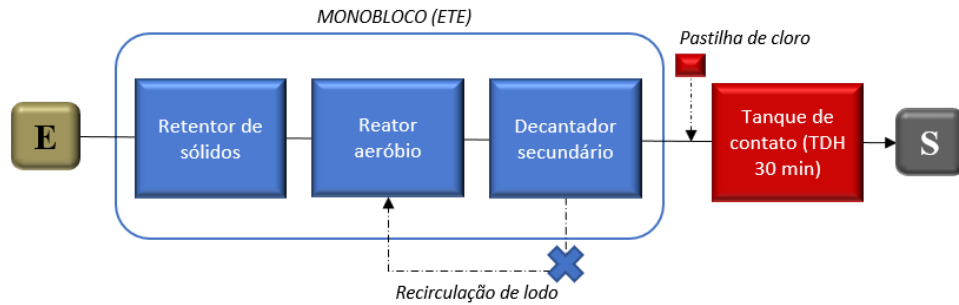 MONOBLOCO (ETE)
Pastilha de cloro
E
Retentor de
sólidos
Reator
aeróbio
Decantador
secundário
Tanque de
contato (TDH
30 min)
S
Recirculação de lodo